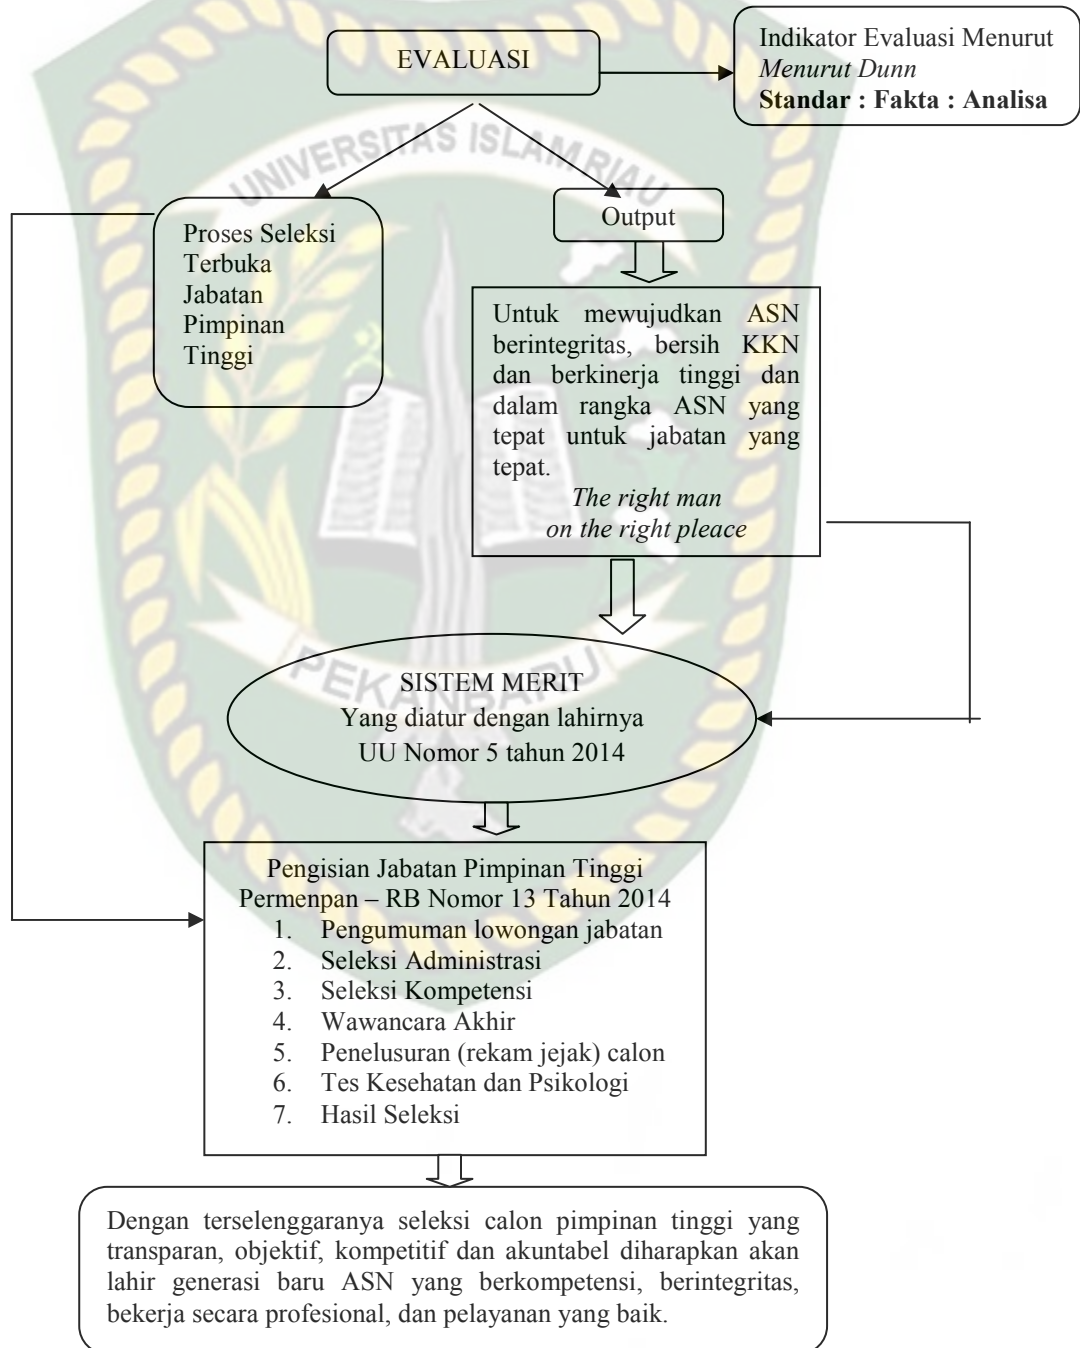 EVALUASI
Indikator Evaluasi Menurut
Menurut Dunn
Standar : Fakta : Analisa
UNIVERSITAS ISLAM RIAU
Proses Seleksi
Terbuka
Jabatan
Pimpinan
Tinggi
Output
Untuk mewujudkan ASN
berintegritas, bersih KKN
dan berkinerja tinggi dan
dalam rangka ASN yang
tepat untuk jabatan yang
tepat.
The right man
on the right pleace
PEKANBARU
SISTEM MERIT
Yang diatur dengan lahirnya
UU Nomor 5 tahun 2014
Pengisian Jabatan Pimpinan Tinggi
Permenpan – RB Nomor 13 Tahun 2014
1. Pengumuman lowongan jabatan
2. Seleksi Administrasi
3. Seleksi Kompetensi
4. Wawancara Akhir
5. Penelusuran (rekam jejak) calon
6. Tes Kesehatan dan Psikologi
7. Hasil Seleksi
Dengan terselenggaranya seleksi calon pimpinan tinggi yang
transparan, objektif, kompetitif dan akuntabel diharapkan akan
lahir generasi baru ASN yang berkompetensi, berintegritas,
bekerja secara profesional, dan pelayanan yang baik.